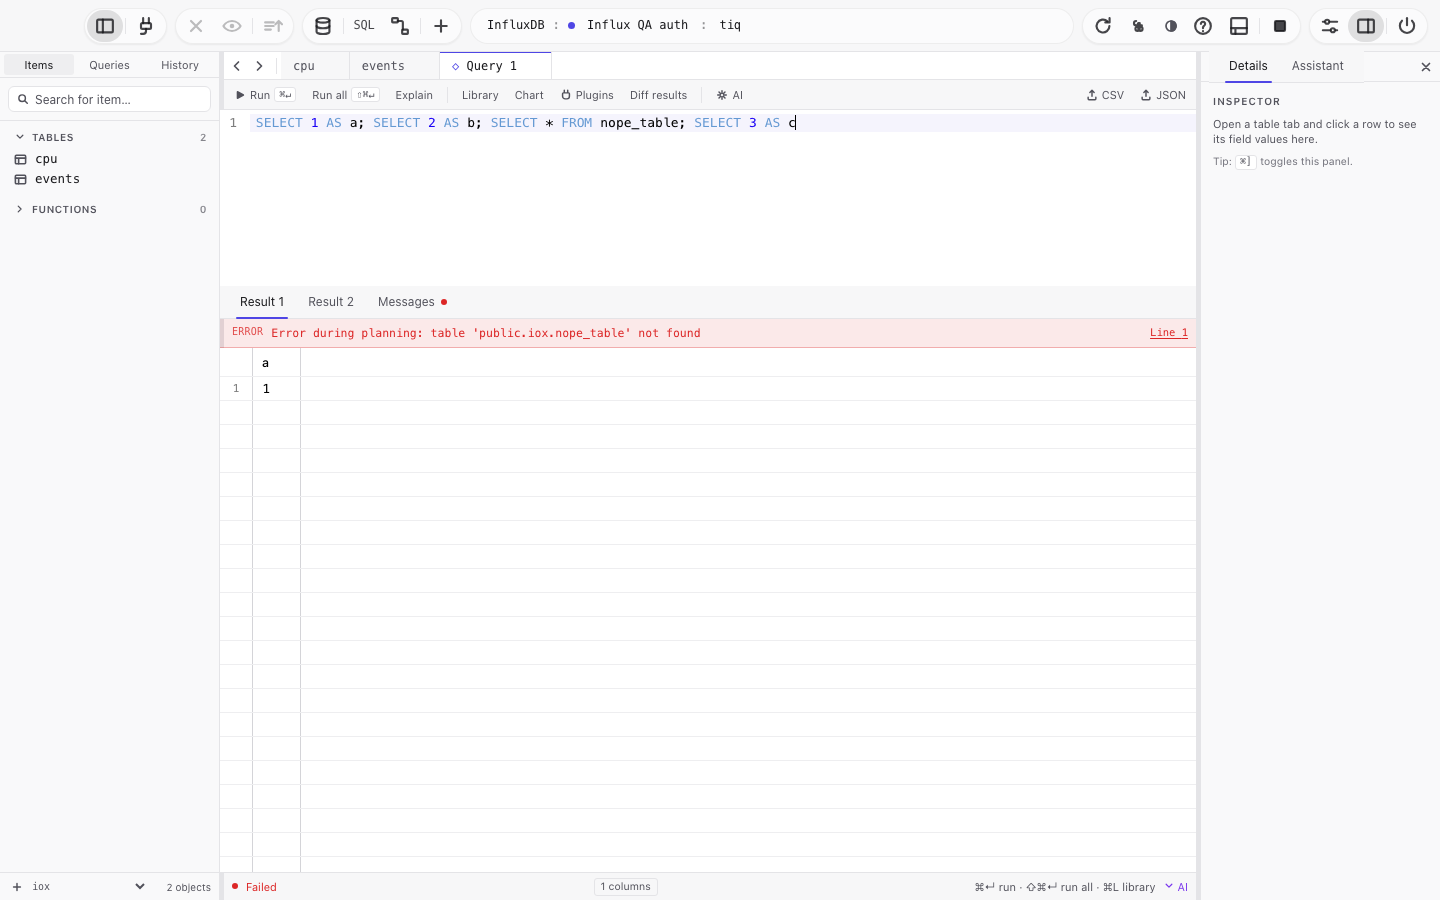 SQL
InfluxDB : Influx QA auth : tiq
Items Queries History
Search for item...
TABLES 2
cpu
events
FUNCTIONS 0
cpu events Query 1
Run ⌘↵ Run all ⇧⌘↵ Explain Library Chart Plugins Diff results AI CSV JSON
1 SELECT 1 AS a; SELECT 2 AS b; SELECT * FROM nope_table; SELECT 3 AS c
Result 1 Result 2 Messages
ERROR Error during planning: table 'public.iox.nope_table' not found Line 1
a
1 1
Details Assistant
INSPECTOR
Open a table tab and click a row to see
its field values here.
Tip: ⌘] toggles this panel.
iox 2 objects
Failed 1 columns ⌘↵ run · ⇧⌘↵ run all · ⌘L library AI